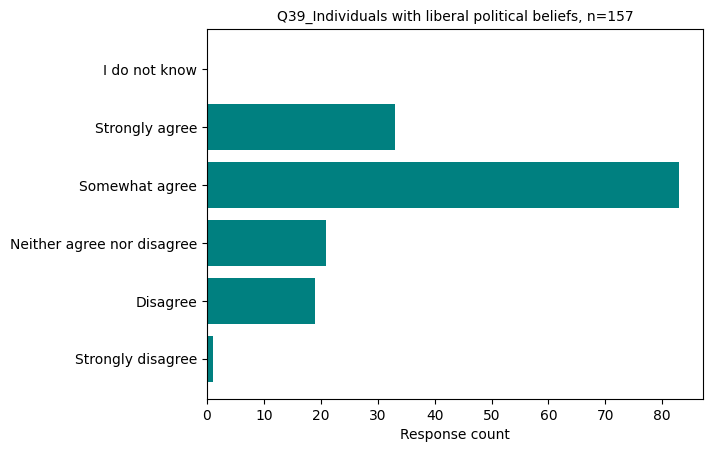 Q39_Individuals with liberal political beliefs, n=157
I do not know
Strongly agree
Somewhat agree
Neither agree nor disagree
Disagree
Strongly disagree
0 10 20 30 40 50 60 70 80
Response count